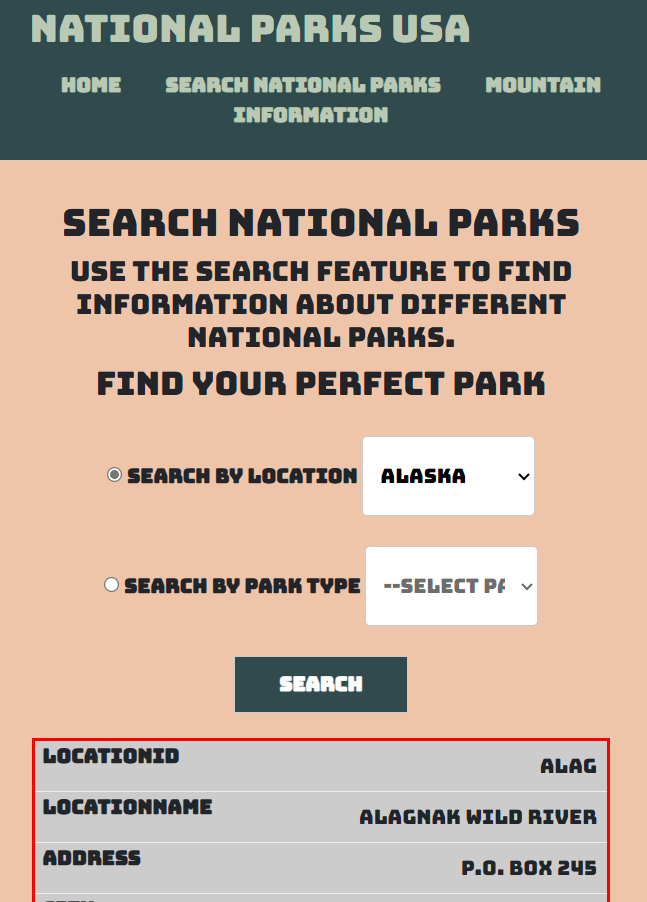 NATIONAL PARKS USA
HOME SEARCH NATIONAL PARKS MOUNTAIN
INFORMATION
SEARCH NATIONAL PARKS
USE THE SEARCH FEATURE TO FIND
INFORMATION ABOUT DIFFERENT
NATIONAL PARKS.
FIND YOUR PERFECT PARK
SEARCH BY LOCATION ALASKA
SEARCH BY PARK TYPE --SELECT PA
SEARCH
LOCATIONID ALAG
LOCATIONNAME ALAGNAK WILD RIVER
ADDRESS P.O. BOX 245